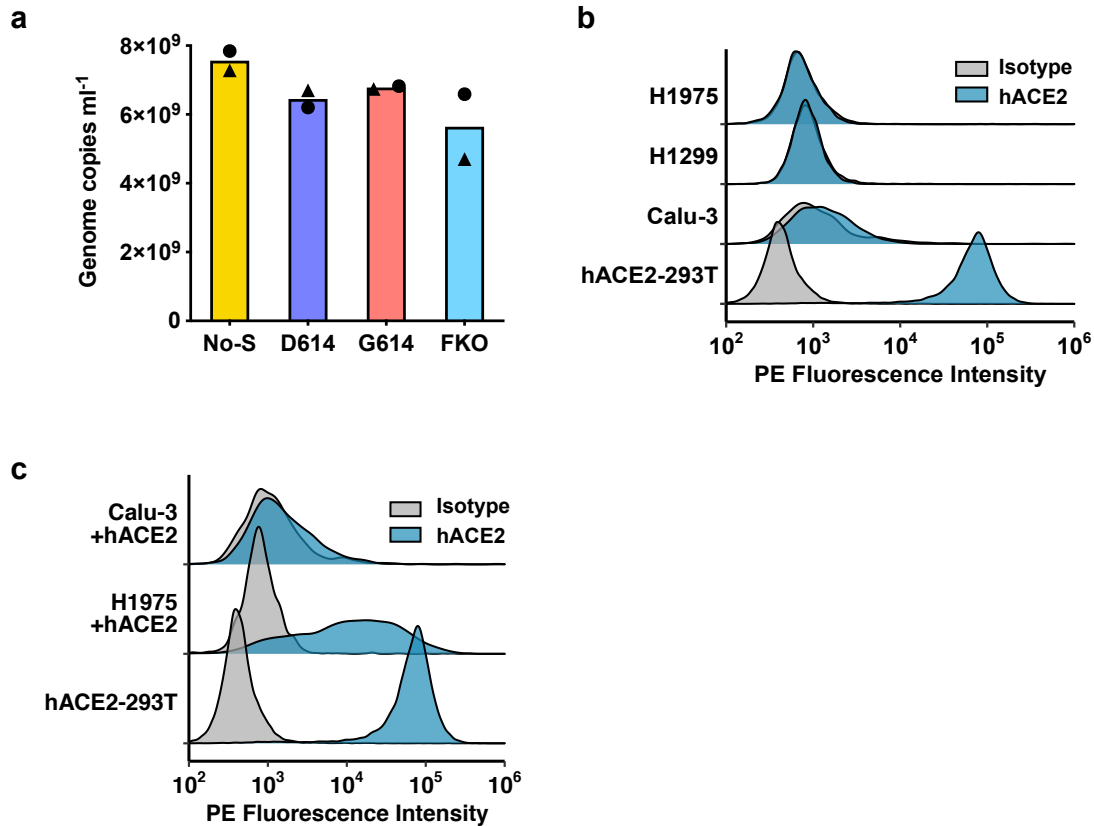 a
Genome copies ml⁻¹
8×10⁹
6×10⁹
4×10⁹
2×10⁹
0
No-S D614 G614 FKO
b
Isotype
hACE2
H1975
H1299
Calu-3
hACE2-293T
10² 10³ 10⁴ 10⁵ 10⁶
PE Fluorescence Intensity
c
Isotype
hACE2
Calu-3
+hACE2
H1975
+hACE2
hACE2-293T
10² 10³ 10⁴ 10⁵ 10⁶
PE Fluorescence Intensity